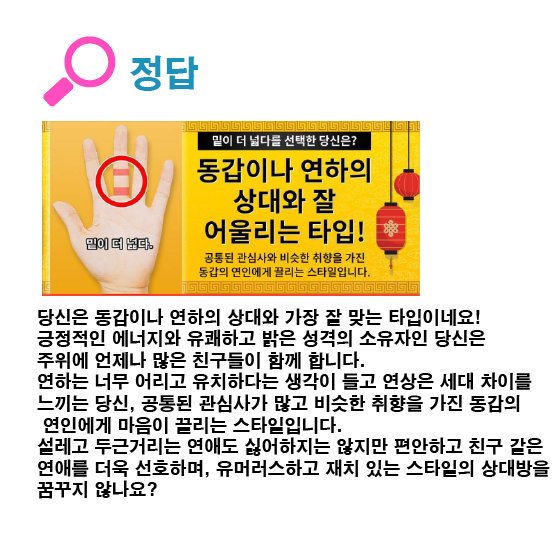 정답
밑이 더 넓다를 선택한 당신은?
동갑이나 연하의
상대와 잘
어울리는 타입!
밑이 더 넓다.
공통된 관심사와 비슷한 취향을 가진
동갑의 연인에게 끌리는 스타일입니다.
당신은 동갑이나 연하의 상대와 가장 잘 맞는 타입이네요!
긍정적인 에너지와 유쾌하고 밝은 성격의 소유자인 당신은
주위에 언제나 많은 친구들이 함께 합니다.
연하는 너무 어리고 유치하다는 생각이 들고 연상은 세대 차이를
느끼는 당신, 공통된 관심사가 많고 비슷한 취향을 가진 동갑의
연인에게 마음이 끌리는 스타일입니다.
설레고 두근거리는 연애도 싫어하지는 않지만 편안하고 친구 같은
연애를 더욱 선호하며, 유머러스하고 재치 있는 스타일의 상대방을
꿈꾸지 않나요?